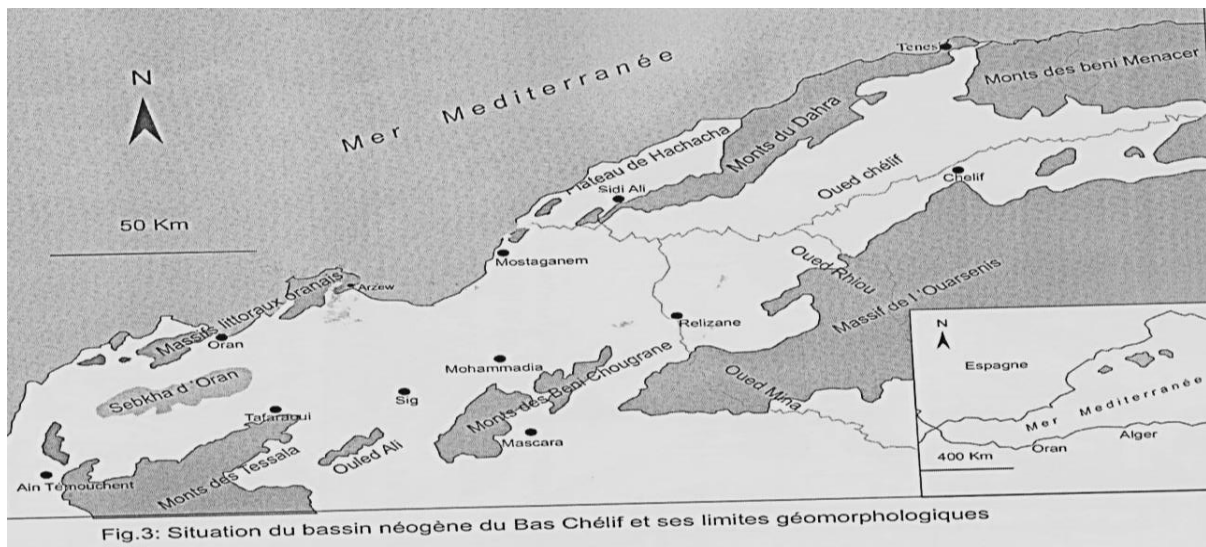 Mer Mediterranée
N
50 Km
Tenes
Monts des beni Menacer
Monts du Dahra
Plateau de Hachacha
Sidi Ali
Oued chélif
Chelif
Mostaganem
Oued Rhiou
Massif de l'Ouarsenis
Arzew
Massifs littoraux oranais
Oran
Relizane
Mohammadia
Monts des Beni Chougrane
Oued Mina
Sebkha d'Oran
Sig
Tafaraoui
Mascara
Ouled Ali
Ain Témouchent
Monts des Tessala
N
Espagne
Mer Mediterranée
Oran
Alger
400 Km
Fig.3: Situation du bassin néogène du Bas Chélif et ses limites géomorphologiques